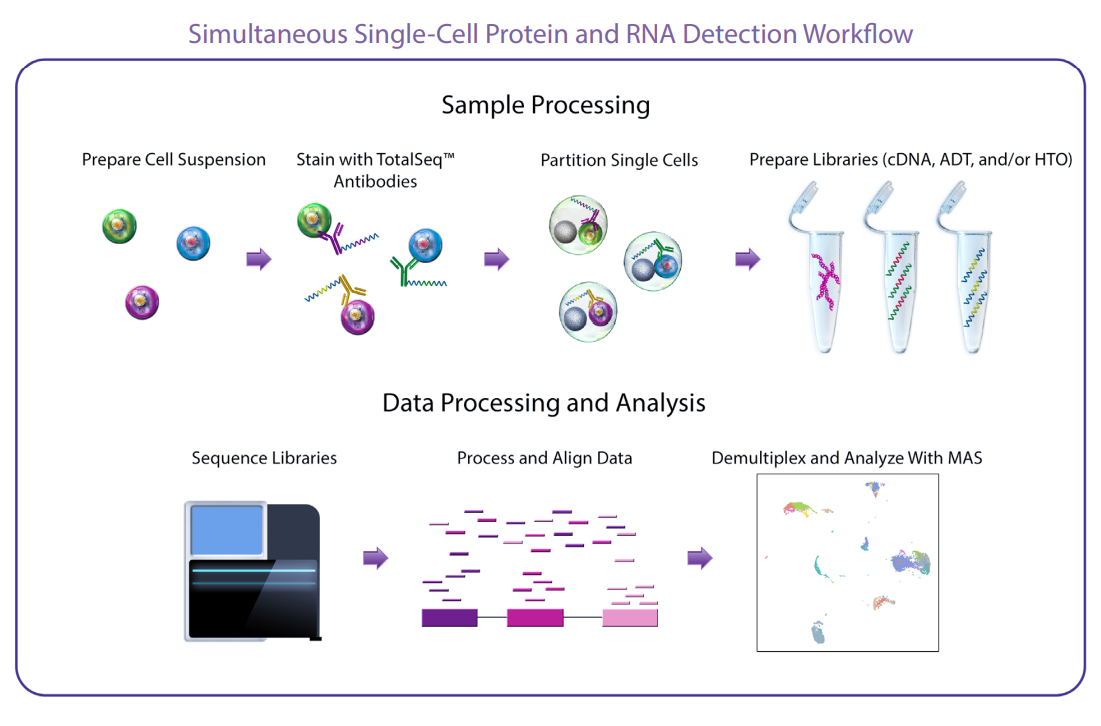 Simultaneous Single-Cell Protein and RNA Detection Workflow
Sample Processing
Prepare Cell Suspension
Stain with TotalSeq™
Antibodies
Partition Single Cells
Prepare Libraries (cDNA, ADT, and/or HTO)
Data Processing and Analysis
Sequence Libraries
Process and Align Data
Demultiplex and Analyze With MAS